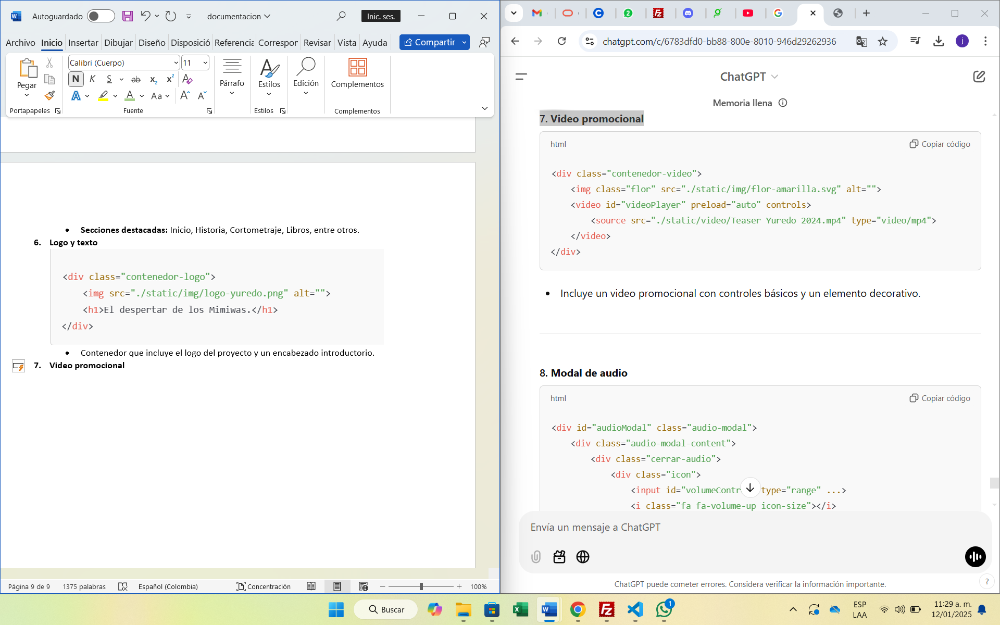 Autoguardado
documentacion
Inic. ses.
Archivo Inicio Insertar Dibujar Diseño Disposició Referencia Correspor Revisar Vista Ayuda Compartir
Pegar
Portapapeles
Calibri (Cuerpo) 11
N K S ab x₂ x²
A A Aa A A
Fuente
Párrafo
Estilos
Estilos
Edición
Complementos
Complementos
• Secciones destacadas: Inicio, Historia, Cortometraje, Libros, entre otros.
6. Logo y texto
<div class="contenedor-logo">
<img src="./static/img/logo-yuredo.png" alt="">
<h1>El despertar de los Mimiwas.</h1>
</div>
• Contenedor que incluye el logo del proyecto y un encabezado introductorio.
7. Video promocional
Página 9 de 9 1375 palabras Español (Colombia) Concentración 100%
chatgpt.com/c/6783dfd0-bb88-800e-8010-946d29262936
j
ChatGPT
Memoria llena
7. Video promocional
html Copiar código
<div class="contenedor-video">
<img class="flor" src="./static/img/flor-amarilla.svg" alt="">
<video id="videoPlayer" preload="auto" controls>
<source src="./static/video/Teaser Yuredo 2024.mp4" type="video/mp4">
</video>
</div>
• Incluye un video promocional con controles básicos y un elemento decorativo.
8. Modal de audio
html Copiar código
<div id="audioModal" class="audio-modal">
<div class="audio-modal-content">
<div class="cerrar-audio">
<div class="icon">
<input id="volumeContr type="range" ...>
<i class="fa fa-volume-up icon-size"></i>
Envía un mensaje a ChatGPT
ChatGPT puede cometer errores. Considera verificar la información importante.
?
Buscar
1
ESP
LAA
11:29 a. m.
12/01/2025